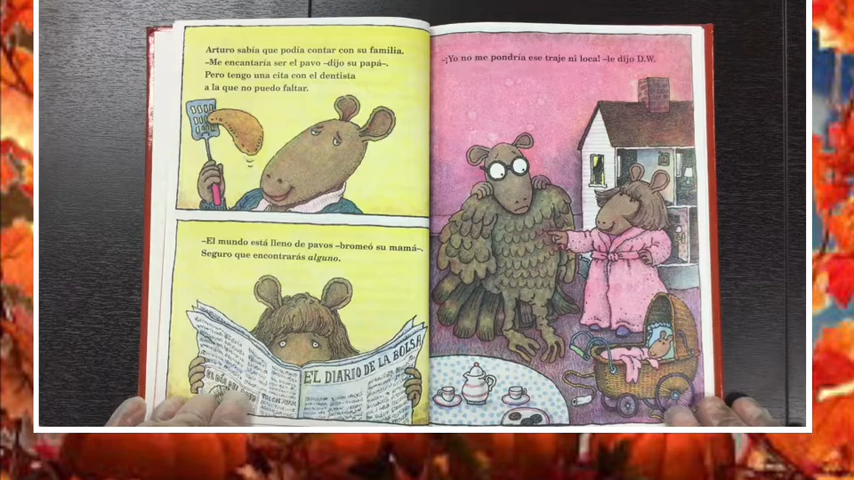 Arturo sabía que podía contar con su familia.
–Me encantaría ser el pavo –dijo su papá–.
Pero tengo una cita con el dentista
a la que no puedo faltar.
–El mundo está lleno de pavos –bromeó su mamá–.
Seguro que encontrarás alguno.
EL DIARIO DE LA BOLSA
–¡Yo no me pondría ese traje ni loca! –le dijo D.W.